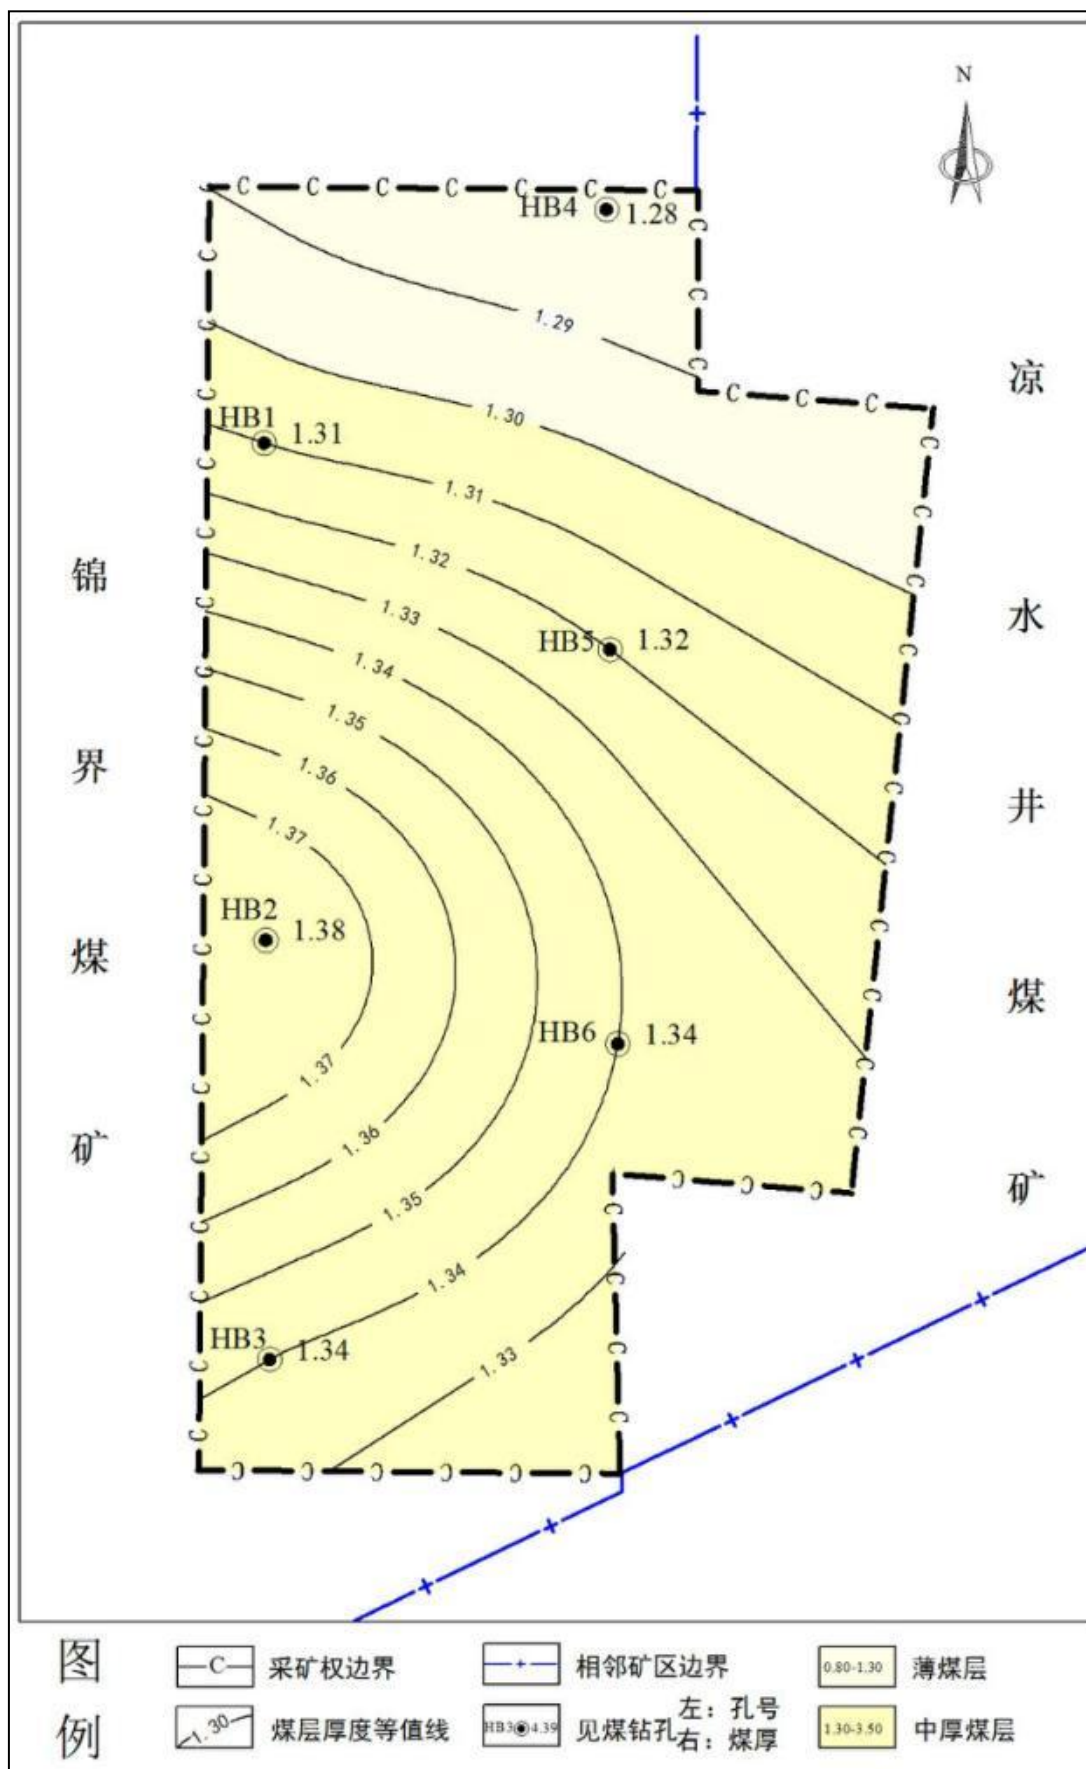 N
HB4 1.28
1.29
凉水井煤矿
1.30
HB1 1.31
1.31
锦界煤矿
1.32
1.33
HB5 1.32
1.34
1.35
1.36
1.37
HB2 1.38
HB6 1.34
1.37
1.36
1.35
1.34
HB3 1.34
1.33
图例
C 采矿权边界
相邻矿区边界
0.80-1.30 薄煤层
1.30 煤层厚度等值线
HB3 4.39 见煤钻孔 左：孔号
右：煤厚
1.30-3.50 中厚煤层